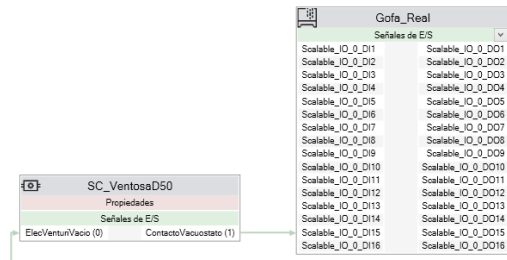 Gofa_Real
Señales de E/S
Scalable_IO_0_DI1 Scalable_IO_0_DO1
Scalable_IO_0_DI2 Scalable_IO_0_DO2
Scalable_IO_0_DI3 Scalable_IO_0_DO3
Scalable_IO_0_DI4 Scalable_IO_0_DO4
Scalable_IO_0_DI5 Scalable_IO_0_DO5
Scalable_IO_0_DI6 Scalable_IO_0_DO6
Scalable_IO_0_DI7 Scalable_IO_0_DO7
Scalable_IO_0_DI8 Scalable_IO_0_DO8
Scalable_IO_0_DI9 Scalable_IO_0_DO9
Scalable_IO_0_DI10 Scalable_IO_0_DO10
Scalable_IO_0_DI11 Scalable_IO_0_DO11
Scalable_IO_0_DI12 Scalable_IO_0_DO12
Scalable_IO_0_DI13 Scalable_IO_0_DO13
Scalable_IO_0_DI14 Scalable_IO_0_DO14
Scalable_IO_0_DI15 Scalable_IO_0_DO15
Scalable_IO_0_DI16 Scalable_IO_0_DO16
SC_VentosaD50
Propiedades
Señales de E/S
ElecVenturiVacio (0) ContactoVacuostato (1)